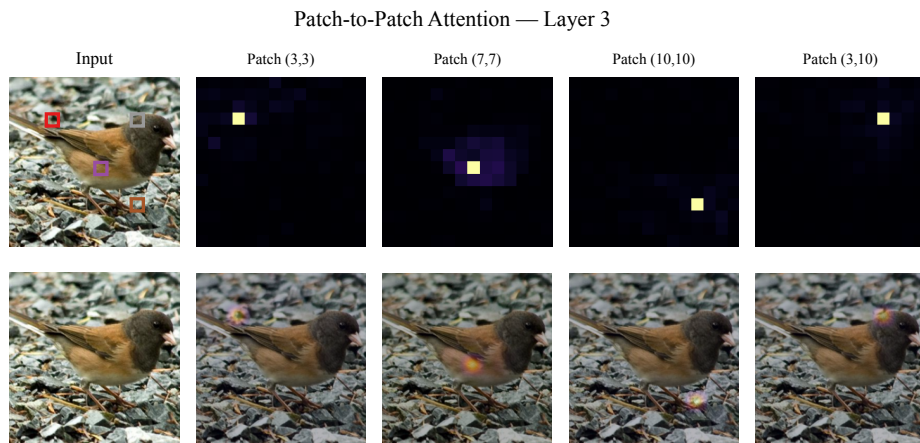 Patch-to-Patch Attention — Layer 3
Input
Patch (3,3)
Patch (7,7)
Patch (10,10)
Patch (3,10)